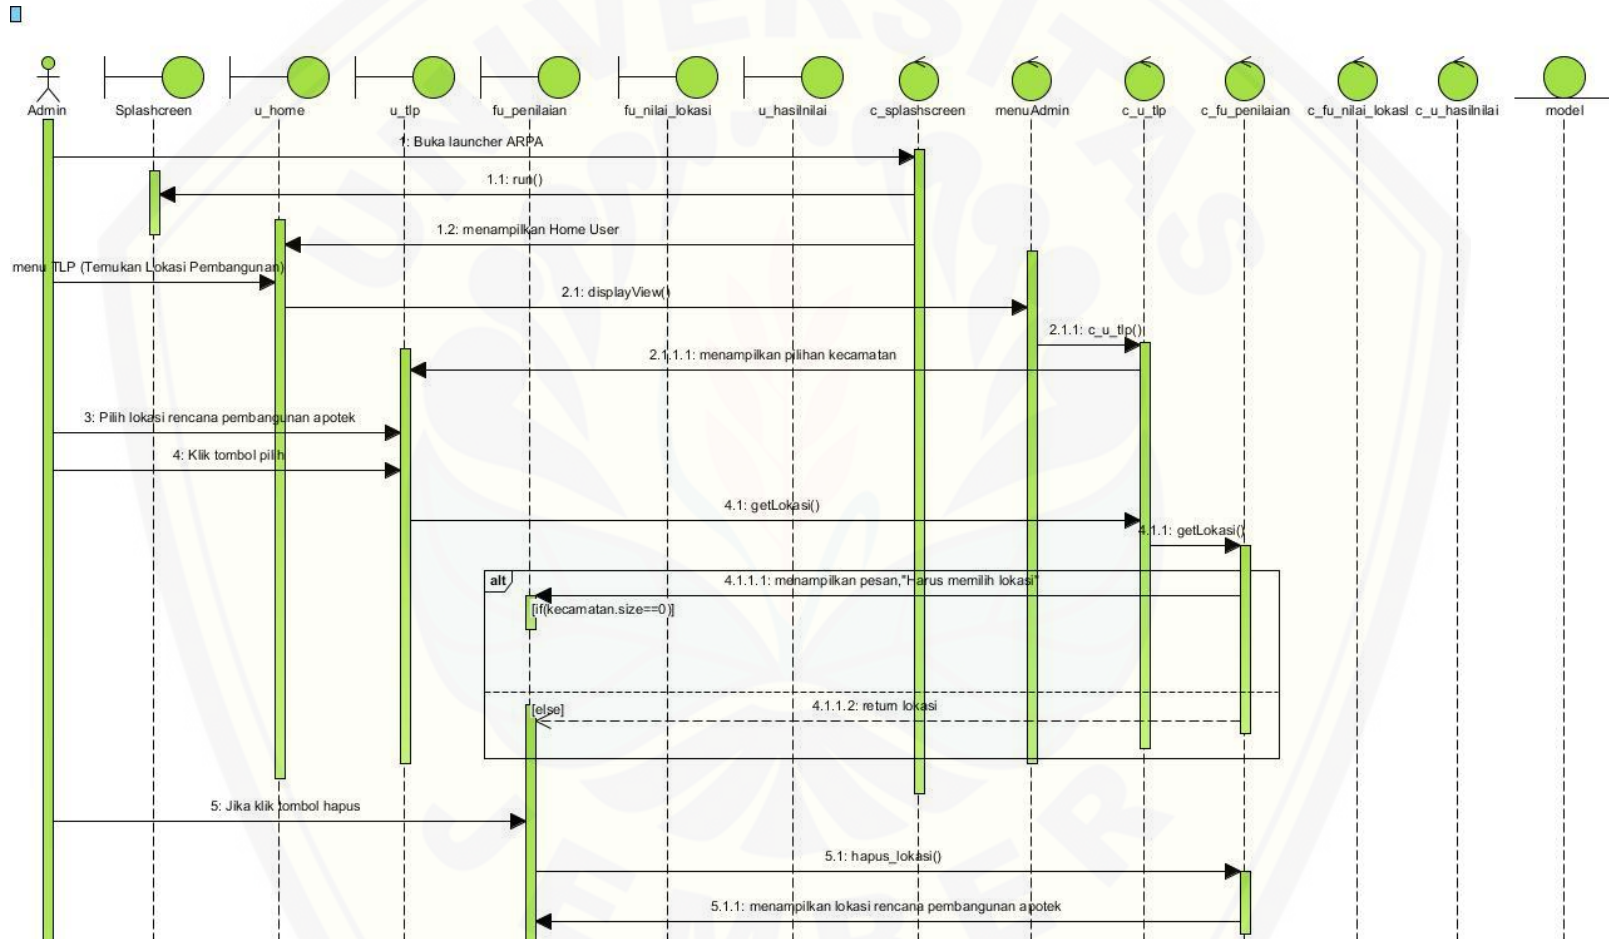 UNIVERSITAS
Admin
Splashcreen
u_home
u_tlp
fu_penilaian
fu_nilai_lokasi
u_hasilnilai
c_splashscreen
menuAdmin
c_u_tlp
c_fu_penilaian
c_fu_nilai_lokasI
c_u_hasilnilai
model
1: Buka launcher ARPA
1.1: run()
1.2: menampilkan Home User
menu TLP (Temukan Lokasi Pembangunan)
2.1: displayView()
2.1.1: c_u_tlp()
2.1.1.1: menampilkan pilihan kecamatan
3: Pilih lokasi rencana pembangunan apotek
4: Klik tombol pilih
4.1: getLokasi()
4.1.1: getLokasi()
alt
4.1.1.1: menampilkan pesan,"Harus memilih lokasi"
[if(kecamatan.size==0)]
4.1.1.2: return lokasi
[else]
5: Jika klik tombol hapus
5.1: hapus_lokasi()
5.1.1: menampilkan lokasi rencana pembangunan apotek
JEMBER